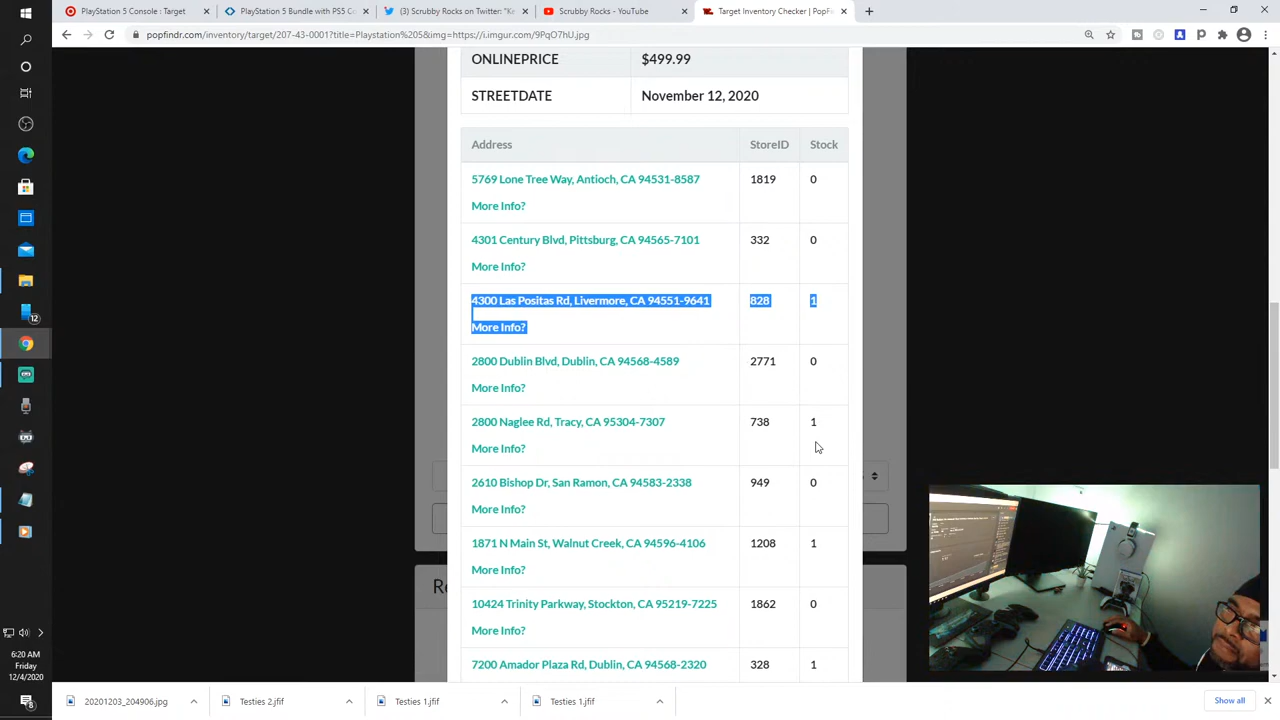 PlayStation 5 Console : Target
PlayStation 5 Bundle with PS5 Co
(3) Scrubby Rocks on Twitter: "Ke
Scrubby Rocks - YouTube
Target Inventory Checker | PopFin
popfindr.com/inventory/target/207-43-0001?title=Playstation%205&img=https://i.imgur.com/9PqO7hU.jpg
ONLINEPRICE $499.99
STREETDATE November 12, 2020
Address StoreID Stock
5769 Lone Tree Way, Antioch, CA 94531-8587 1819 0
More Info?
4301 Century Blvd, Pittsburg, CA 94565-7101 332 0
More Info?
4300 Las Positas Rd, Livermore, CA 94551-9641 828 1
More Info?
2800 Dublin Blvd, Dublin, CA 94568-4589 2771 0
More Info?
2800 Naglee Rd, Tracy, CA 95304-7307 738 1
More Info?
2610 Bishop Dr, San Ramon, CA 94583-2338 949 0
More Info?
1871 N Main St, Walnut Creek, CA 94596-4106 1208 1
More Info?
10424 Trinity Parkway, Stockton, CA 95219-7225 1862 0
More Info?
7200 Amador Plaza Rd, Dublin, CA 94568-2320 328 1
12
6:20 AM
Friday
12/4/2020
8
20201203_204906.jpg
Testies 2.jfif
Testies 1.jfif
Testies 1.jfif
Show all